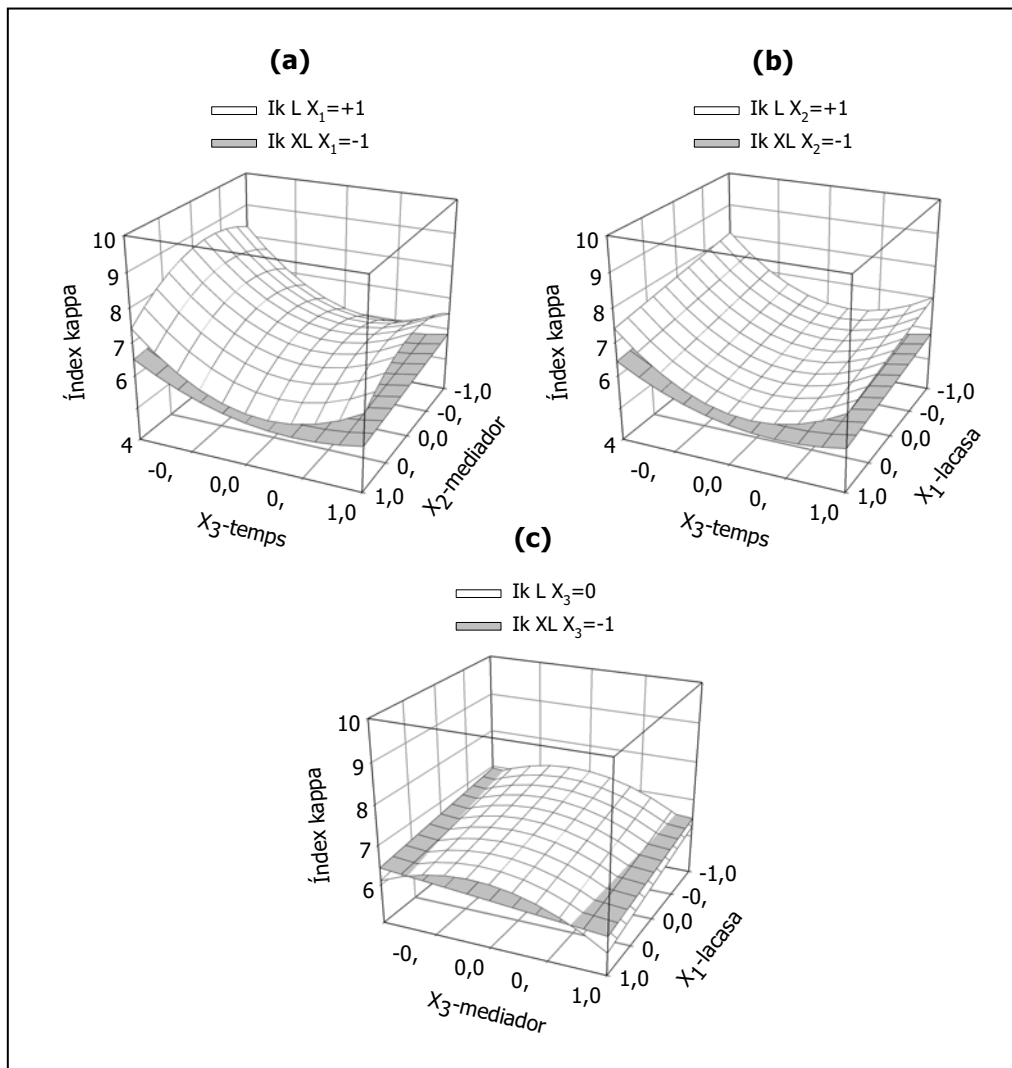 (a)
Ik L X1=+1
Ik XL X1=-1
10
9
8
7
6
4
Índex kappa
-0,
0,0
0,
1,0
X3-temps
-1,0
-0,
0,0
0,
1,0
X2-mediador
(b)
Ik L X2=+1
Ik XL X2=-1
10
9
8
7
6
4
Índex kappa
-0,
0,0
0,
1,0
X3-temps
-1,0
-0,
0,0
0,
1,0
X1-lacasa
(c)
Ik L X3=0
Ik XL X3=-1
10
9
8
7
6
Índex kappa
-0,
0,0
0,
1,0
X3-mediador
-1,0
-0,
0,0
0,
1,0
X1-lacasa